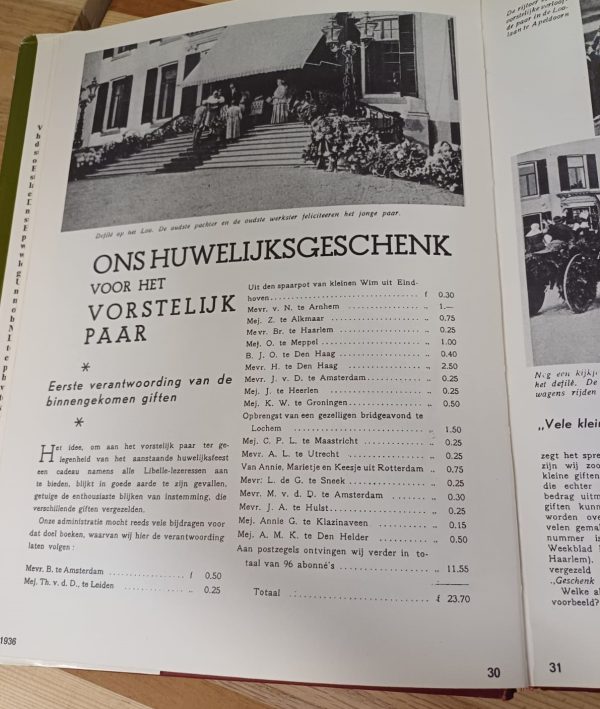 Defilé op het Loo. De oudste pachter en de oudste werkster feliciteeren het jonge paar.
ONS HUWELIJKSGESCHENK
VOOR HET
VORSTELIJK
PAAR
*
Eerste verantwoording van de
binnengekomen giften
*
Het idee, om aan het vorstelijk paar ter ge-
legenheid van het aanstaande huwelijksfeest
een cadeau namens alle Libelle-lezeressen aan
te bieden, blijkt in goede aarde te zijn gevallen,
getuige de enthousiaste blijken van instemming, die
verschillende giften vergezelden.
Onze administratie mocht reeds vele bijdragen voor
dat doel boeken, waarvan wij hier de verantwoording
laten volgen :
Mevr. B. te Amsterdam . . . . . . . . . . . . . . f 0.50
Mej. Th. v. d. D., te Leiden . . . . . . . . . . . . „ 0.25
Uit den spaarpot van kleinen Wim uit Eind-
hoven . . . . . . . . . . . . . . . . . . . . . . f 0.30
Mevr. v. N. te Arnhem . . . . . . . . . . . . „ 1.—
Mej. Z. te Alkmaar . . . . . . . . . . . . . . „ 0.75
Mevr. Br. te Haarlem . . . . . . . . . . . . . „ 0.25
Mej. O. te Meppel . . . . . . . . . . . . . . . „ 1.00
B. J. O. te Den Haag . . . . . . . . . . . . . „ 0.40
Mevr. H. te Den Haag . . . . . . . . . . . . „ 2.50
Mevr. J. v. D. te Amsterdam . . . . . . . . „ 0.25
Mej. J. te Heerlen . . . . . . . . . . . . . . . „ 0.25
Mej. K. W. te Groningen . . . . . . . . . . . „ 0.50
Opbrengst van een gezelligen bridgeavond te
Lochem . . . . . . . . . . . . . . . . . . . . . „ 1.50
Mej. C. P. L. te Maastricht . . . . . . . . . „ 0.25
Mevr. A. L. te Utrecht . . . . . . . . . . . . „ 0.25
Van Annie, Marietje en Keesje uit Rotterdam „ 0.75
Mevr. L. de G. te Sneek . . . . . . . . . . . „ 0.25
Mevr. M. v. d. D. te Amsterdam . . . . . . „ 0.30
Mevr. J. A. te Hulst . . . . . . . . . . . . . . „ 0.25
Mej. Annie G. te Klazinaveen . . . . . . . . „ 0.15
Mej. A. M. K. te Den Helder . . . . . . . . „ 0.50
Aan postzegels ontvingen wij verder in to-
taal van 96 abonné's . . . . . . . . . . . . . „ 11.55
Totaal : . . . . . . . . . . . . . . . . . . . . f 23.70
1936
30
de paar in de Loo-
laan te Apeldoorn
Nog een kijkje
het defilé. De
wagens rijden
„Vele klein
zegt het spre
zijn wij zoo
kleine giften
die echter
bedrag uitm
giften kunn
worden ove
velen gema
nummer is
Weekblad
Haarlem).
vergezeld
„Geschenk
Welke a
voorbeeld?
31